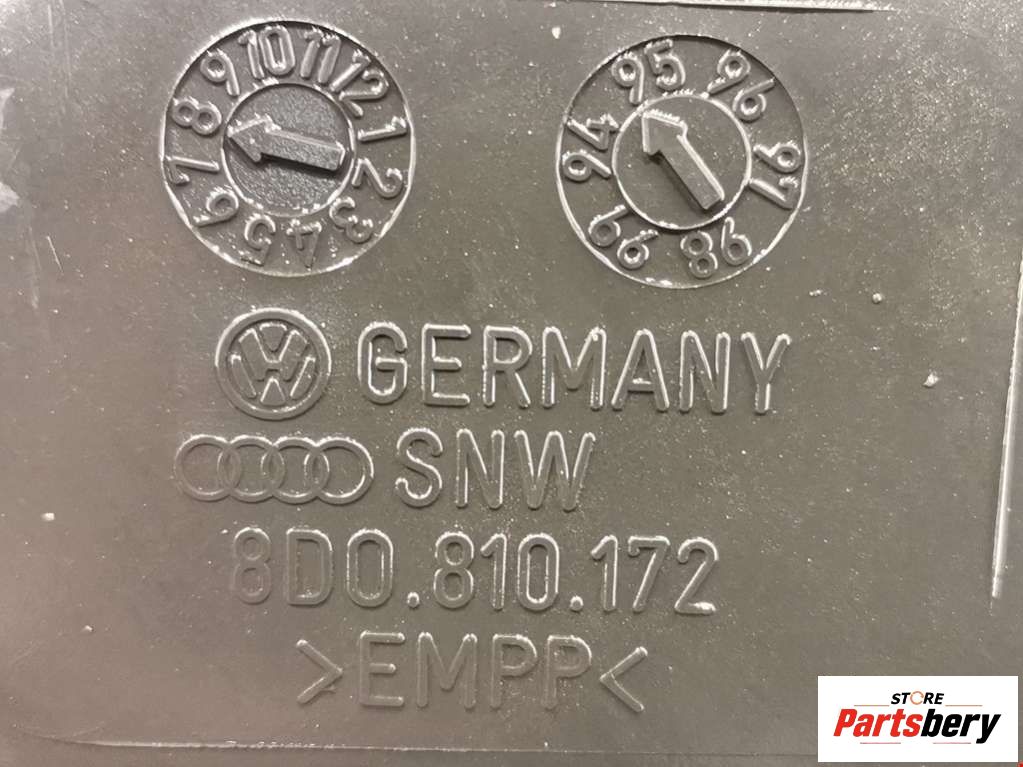 10 11 12 1 2 3 4 5 6 7 8 9
94 95 96 97 98 99
VW GERMANY
SNW
8D0.810.172
>EMPP<
STORE
Partsbery